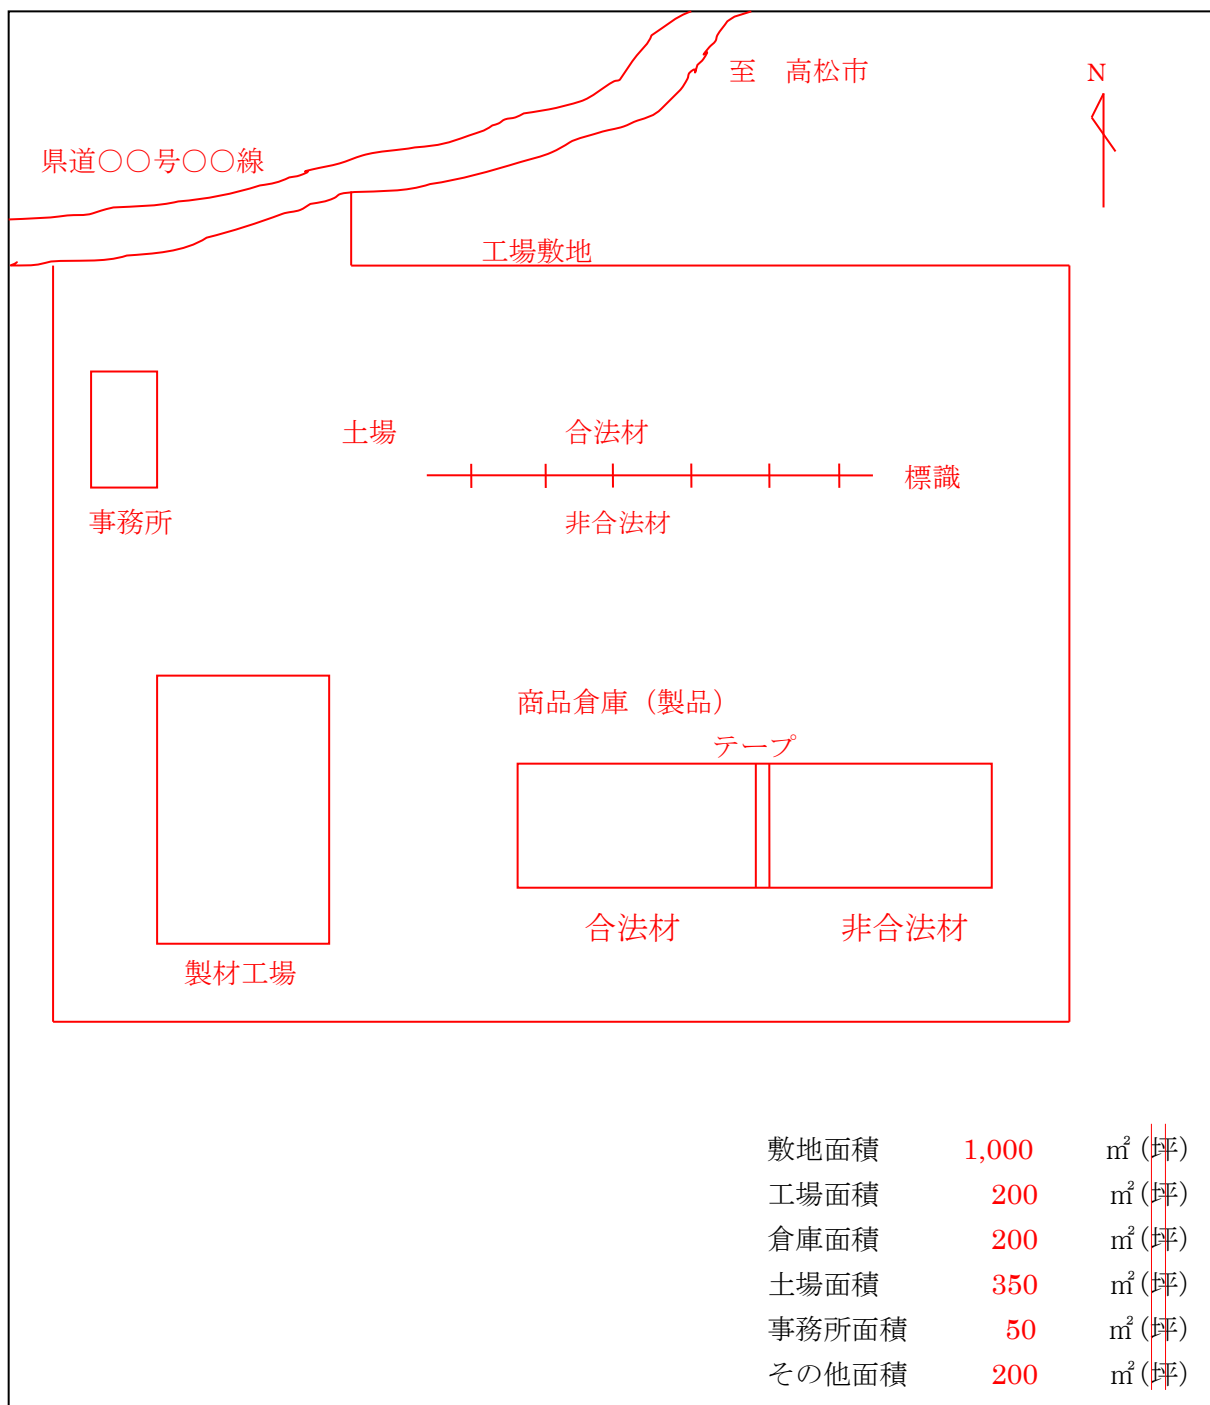 至　高松市
N
県道〇〇号〇〇線
工場敷地
土場　合法材
標識
事務所　非合法材
商品倉庫（製品）
テープ
合法材　非合法材
製材工場
敷地面積　1,000　㎡（坪）
工場面積　200　㎡（坪）
倉庫面積　200　㎡（坪）
土場面積　350　㎡（坪）
事務所面積　50　㎡（坪）
その他面積　200　㎡（坪）